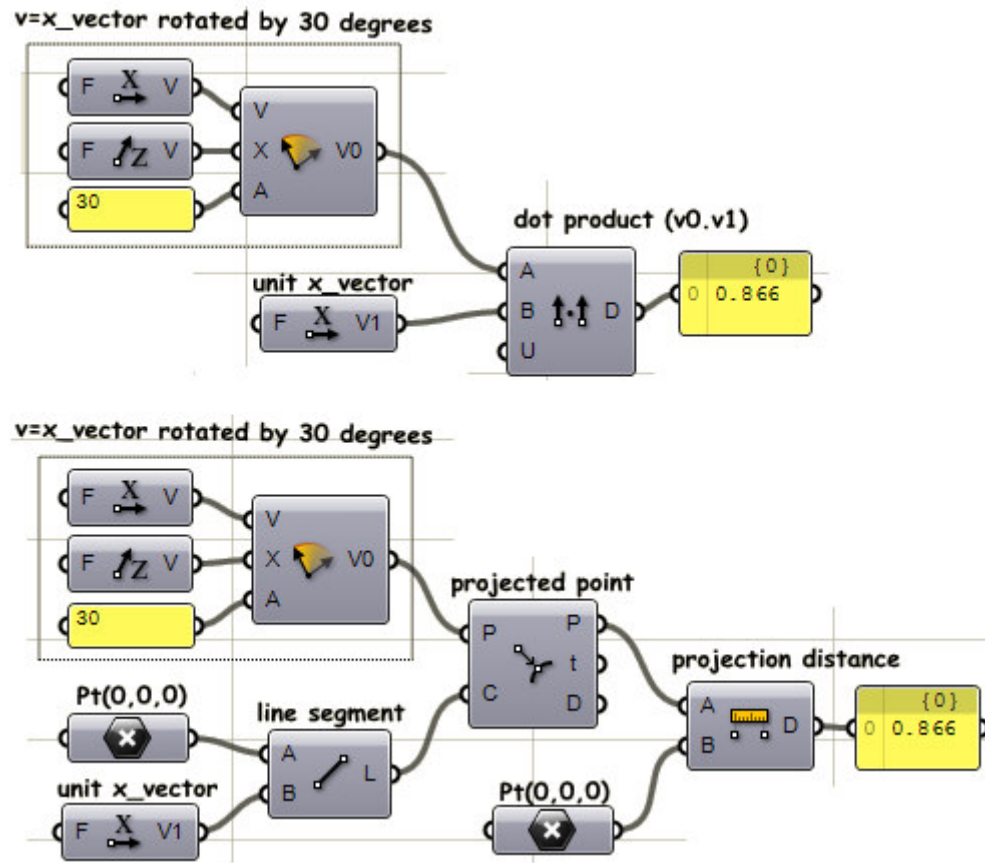 v=x_vector rotated by 30 degrees
F X V
V
F Z V
X V0
30
A
dot product (v0.v1)
A
{0}
unit x_vector
B D
0 0.866
F X V1
U
v=x_vector rotated by 30 degrees
F X V
V
F Z V
X V0
projected point
30
A
P P
t
projection distance
Pt(0,0,0)
line segment
C
D
A
{0}
A
D
0 0.866
L
B
unit x_vector
B
Pt(0,0,0)
F X V1